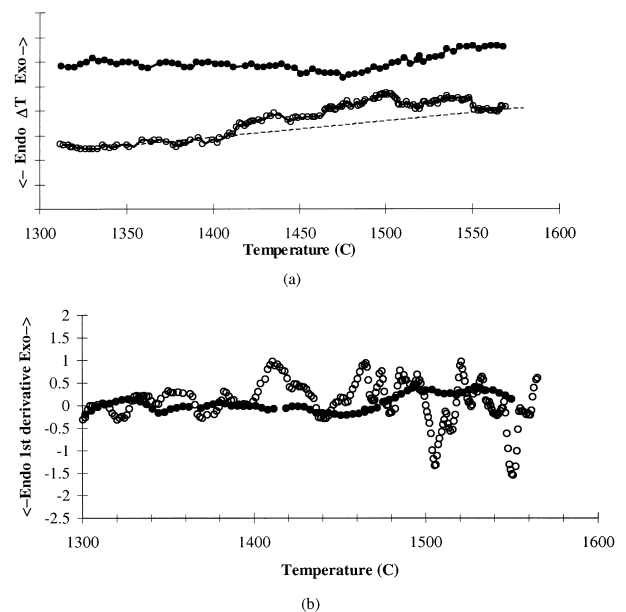 <– Endo ΔT Exo–>
1300 1350 1400 1450 1500 1550 1600
Temperature (C)
(a)
<–Endo 1st derivative Exo–>
2
1.5
1
0.5
0
-0.5
-1
-1.5
-2
-2.5
1300 1400 1500 1600
Temperature (C)
(b)